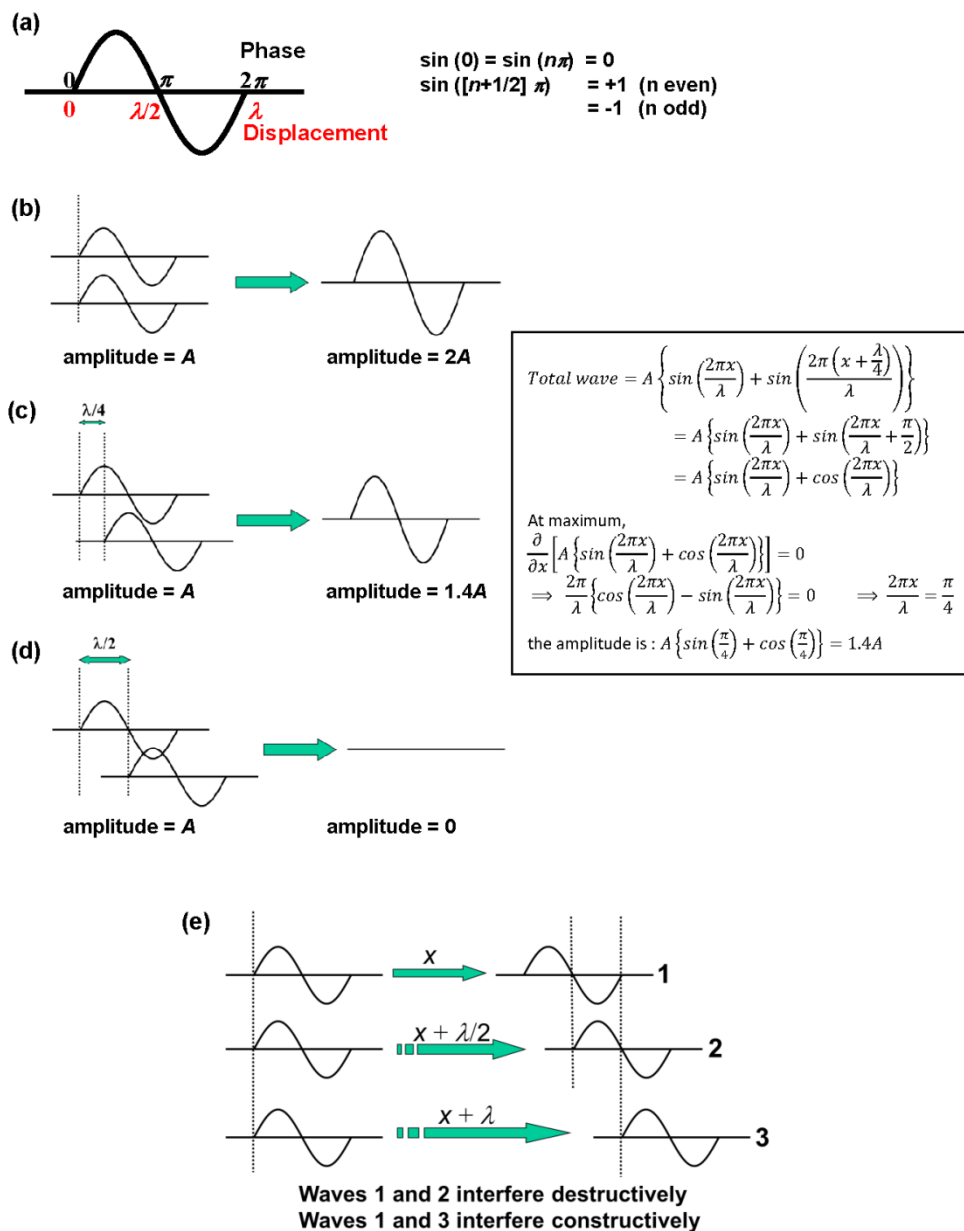 (a)
Phase
0 π 2π
0 λ/2 λ
Displacement
sin (0) = sin (nπ) = 0
sin ([n+1/2] π) = +1 (n even)
= -1 (n odd)
(b)
amplitude = A
amplitude = 2A
(c)
λ/4
amplitude = A
amplitude = 1.4A
(d)
λ/2
amplitude = A
amplitude = 0
Total wave = A {sin (2πx/λ) + sin (2π (x + λ/4)/λ)}
= A {sin (2πx/λ) + sin (2πx/λ + π/2)}
= A {sin (2πx/λ) + cos (2πx/λ)}
At maximum,
∂/∂x [A {sin (2πx/λ) + cos (2πx/λ)}] = 0
⟹ 2π/λ {cos (2πx/λ) − sin (2πx/λ)} = 0 ⟹ 2πx/λ = π/4
the amplitude is : A {sin (π/4) + cos (π/4)} = 1.4A
(e)
x
1
x + λ/2
2
x + λ
3
Waves 1 and 2 interfere destructively
Waves 1 and 3 interfere constructively